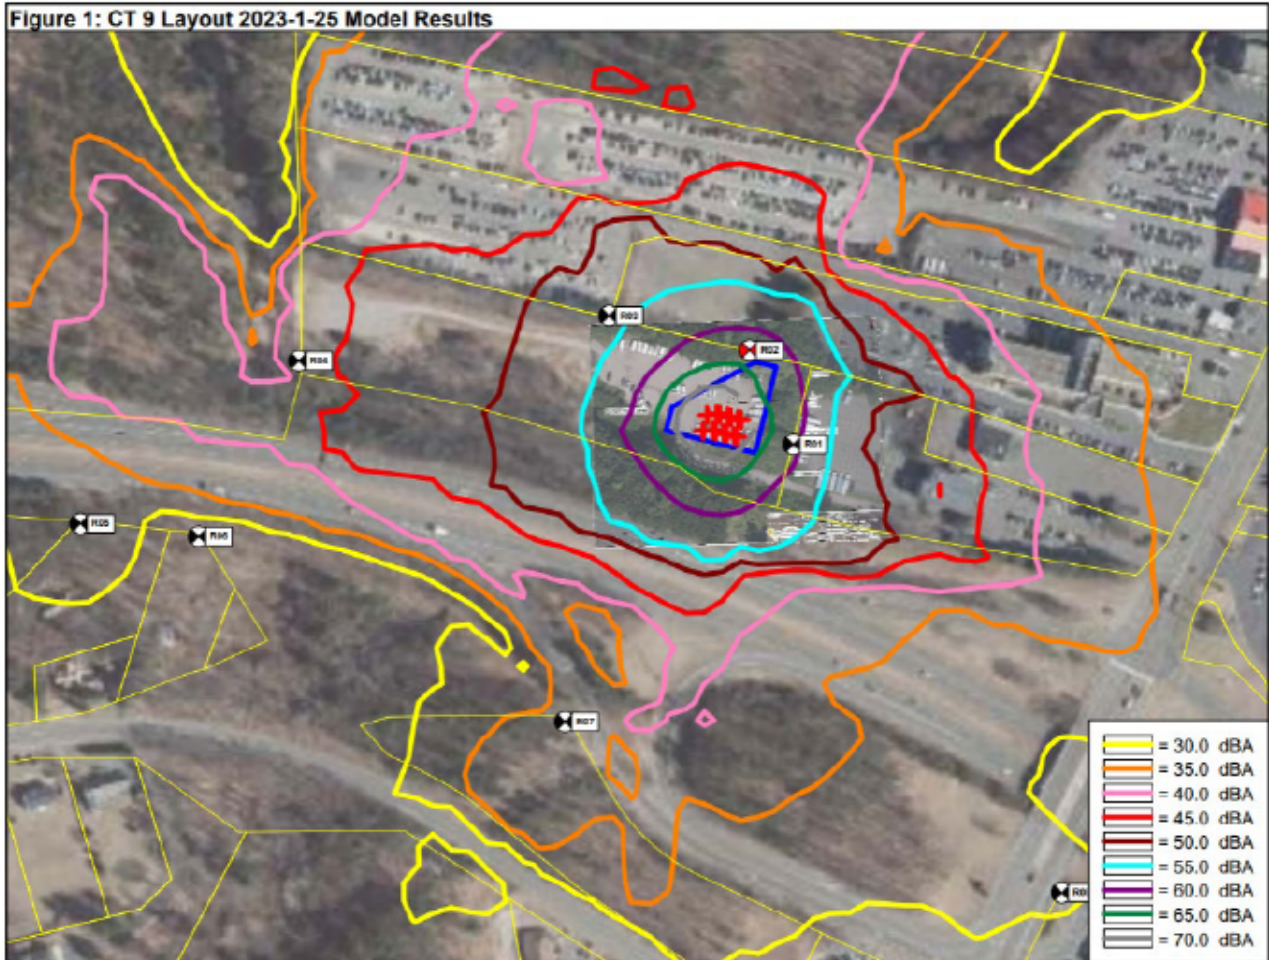 Figure 1: CT 9 Layout 2023-1-25 Model Results
R03
R02
R04
R01
R05
R06
R07
= 30.0 dBA
= 35.0 dBA
= 40.0 dBA
= 45.0 dBA
= 50.0 dBA
= 55.0 dBA
= 60.0 dBA
= 65.0 dBA
= 70.0 dBA